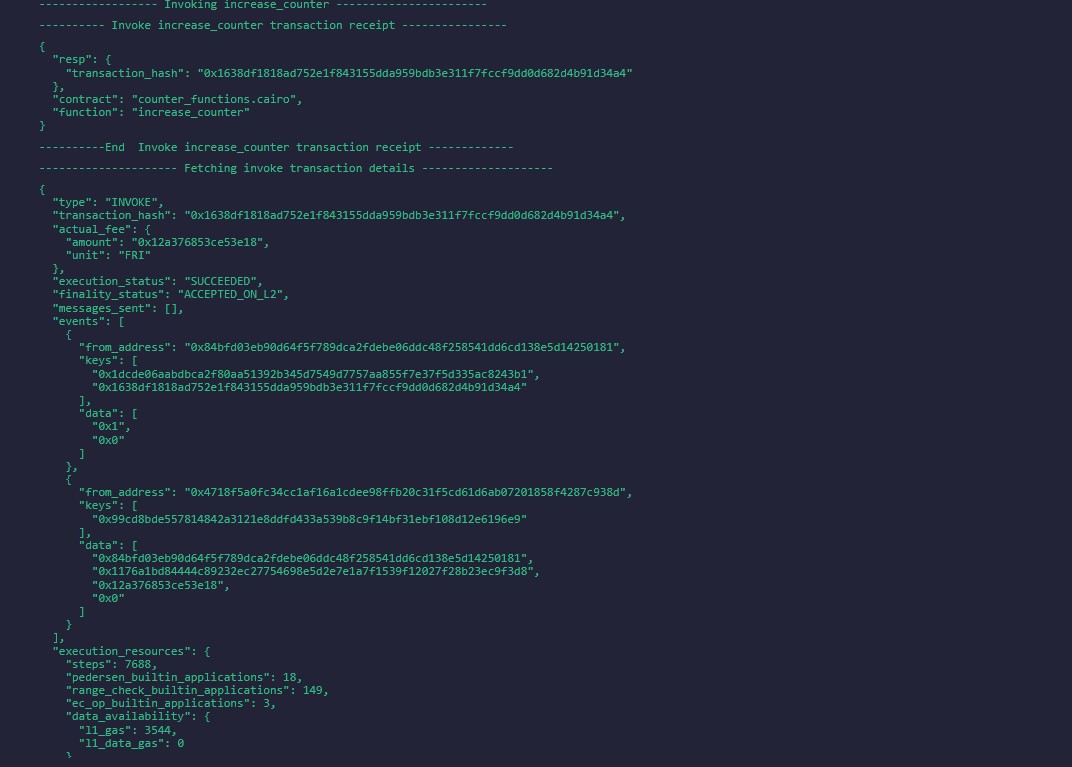 ------------------ Invoking increase_counter -----------------------
---------- Invoke increase_counter transaction receipt ----------------
{
  "resp": {
    "transaction_hash": "0x1638df1818ad752e1f843155dda959bdb3e311f7fccf9dd0d682d4b91d34a4"
  },
  "contract": "counter_functions.cairo",
  "function": "increase_counter"
}
----------End  Invoke increase_counter transaction receipt -------------
--------------------- Fetching invoke transaction details --------------------
{
  "type": "INVOKE",
  "transaction_hash": "0x1638df1818ad752e1f843155dda959bdb3e311f7fccf9dd0d682d4b91d34a4",
  "actual_fee": {
    "amount": "0x12a376853ce53e18",
    "unit": "FRI"
  },
  "execution_status": "SUCCEEDED",
  "finality_status": "ACCEPTED_ON_L2",
  "messages_sent": [],
  "events": [
    {
      "from_address": "0x84bfd03eb90d64f5f789dca2fdebe06ddc48f258541dd6cd138e5d14250181",
      "keys": [
        "0x1dcde06aabdbca2f80aa51392b345d7549d7757aa855f7e37f5d335ac8243b1",
        "0x1638df1818ad752e1f843155dda959bdb3e311f7fccf9dd0d682d4b91d34a4"
      ],
      "data": [
        "0x1",
        "0x0"
      ]
    },
    {
      "from_address": "0x4718f5a0fc34cc1af16a1cdee98ffb20c31f5cd61d6ab07201858f4287c938d",
      "keys": [
        "0x99cd8bde557814842a3121e8ddfd433a539b8c9f14bf31ebf108d12e6196e9"
      ],
      "data": [
        "0x84bfd03eb90d64f5f789dca2fdebe06ddc48f258541dd6cd138e5d14250181",
        "0x1176a1bd84444c89232ec27754698e5d2e7e1a7f1539f12027f28b23ec9f3d8",
        "0x12a376853ce53e18",
        "0x0"
      ]
    }
  ],
  "execution_resources": {
    "steps": 7688,
    "pedersen_builtin_applications": 18,
    "range_check_builtin_applications": 149,
    "ec_op_builtin_applications": 3,
    "data_availability": {
      "l1_gas": 3544,
      "l1_data_gas": 0
    }